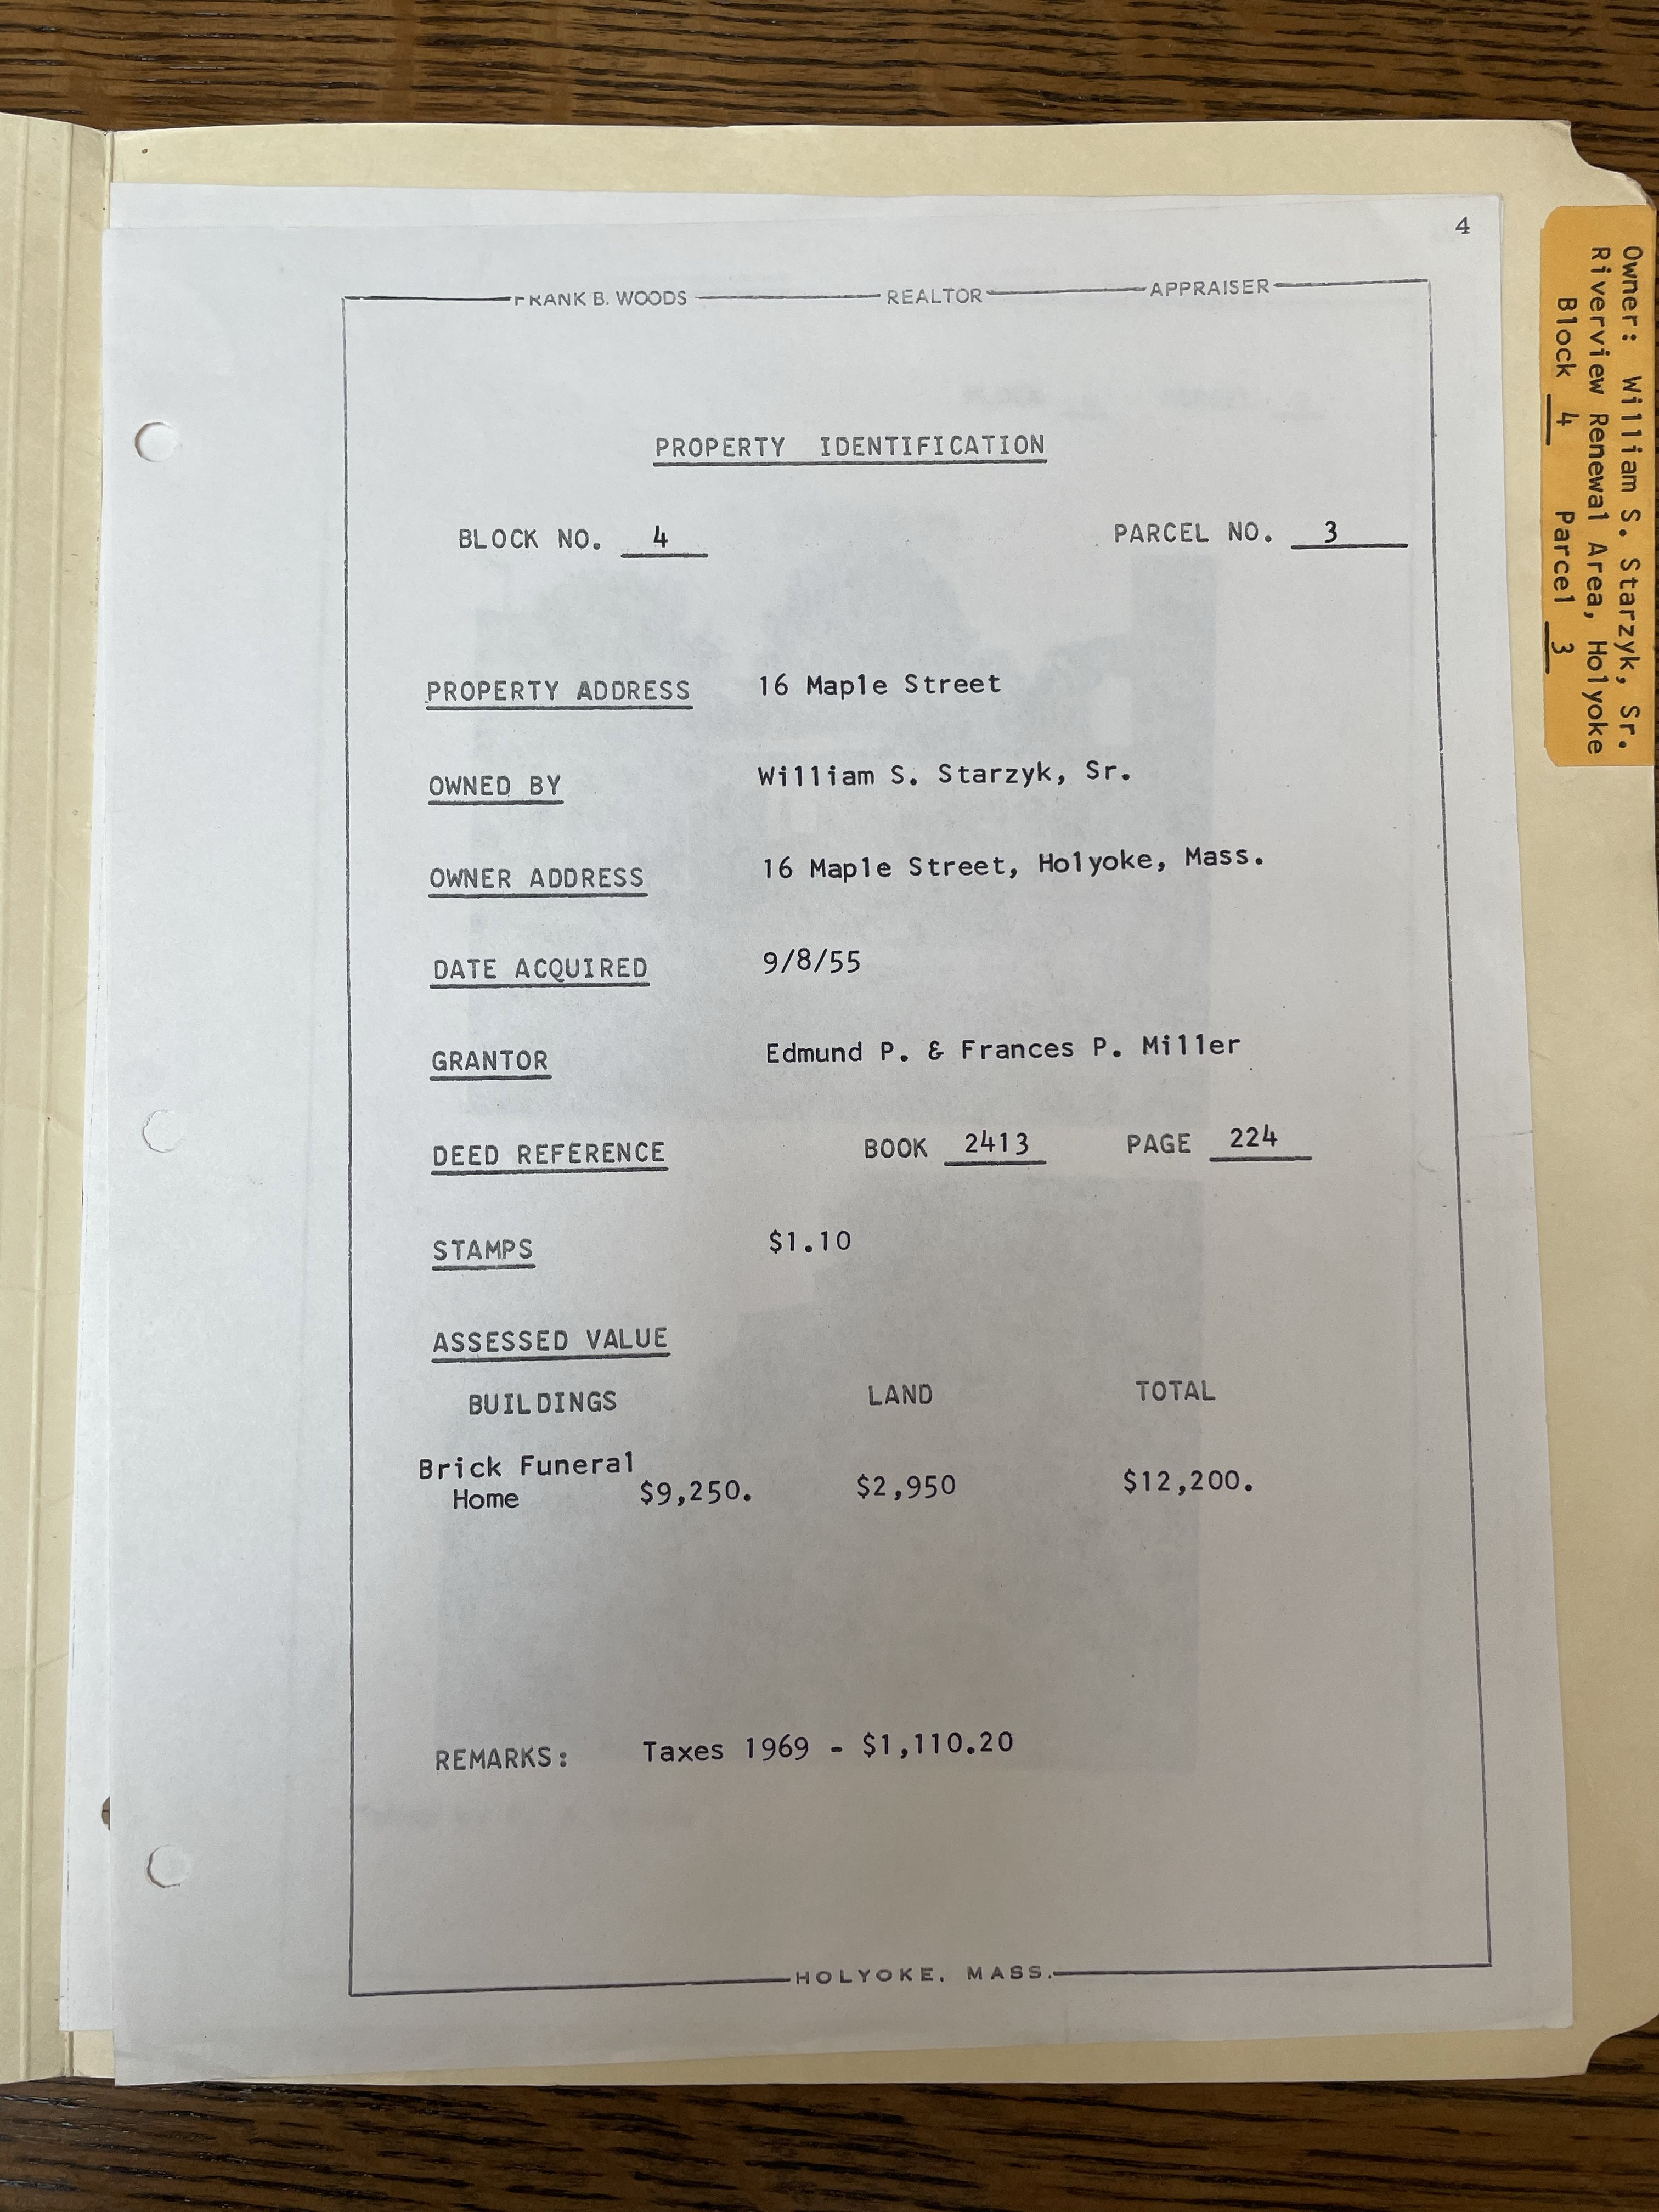 4
FRANK B. WOODS REALTOR APPRAISER
PROPERTY IDENTIFICATION
BLOCK NO. 4 PARCEL NO. 3
PROPERTY ADDRESS 16 Maple Street
OWNED BY William S. Starzyk, Sr.
OWNER ADDRESS 16 Maple Street, Holyoke, Mass.
DATE ACQUIRED 9/8/55
GRANTOR Edmund P. & Frances P. Miller
DEED REFERENCE BOOK 2413 PAGE 224
STAMPS $1.10
ASSESSED VALUE
BUILDINGS LAND TOTAL
Brick Funeral
Home $9,250. $2,950 $12,200.
REMARKS: Taxes 1969 - $1,110.20
HOLYOKE, MASS.
Owner: William S. Starzyk, Sr.
Riverview Renewal Area, Holyoke
Block 4 Parcel 3